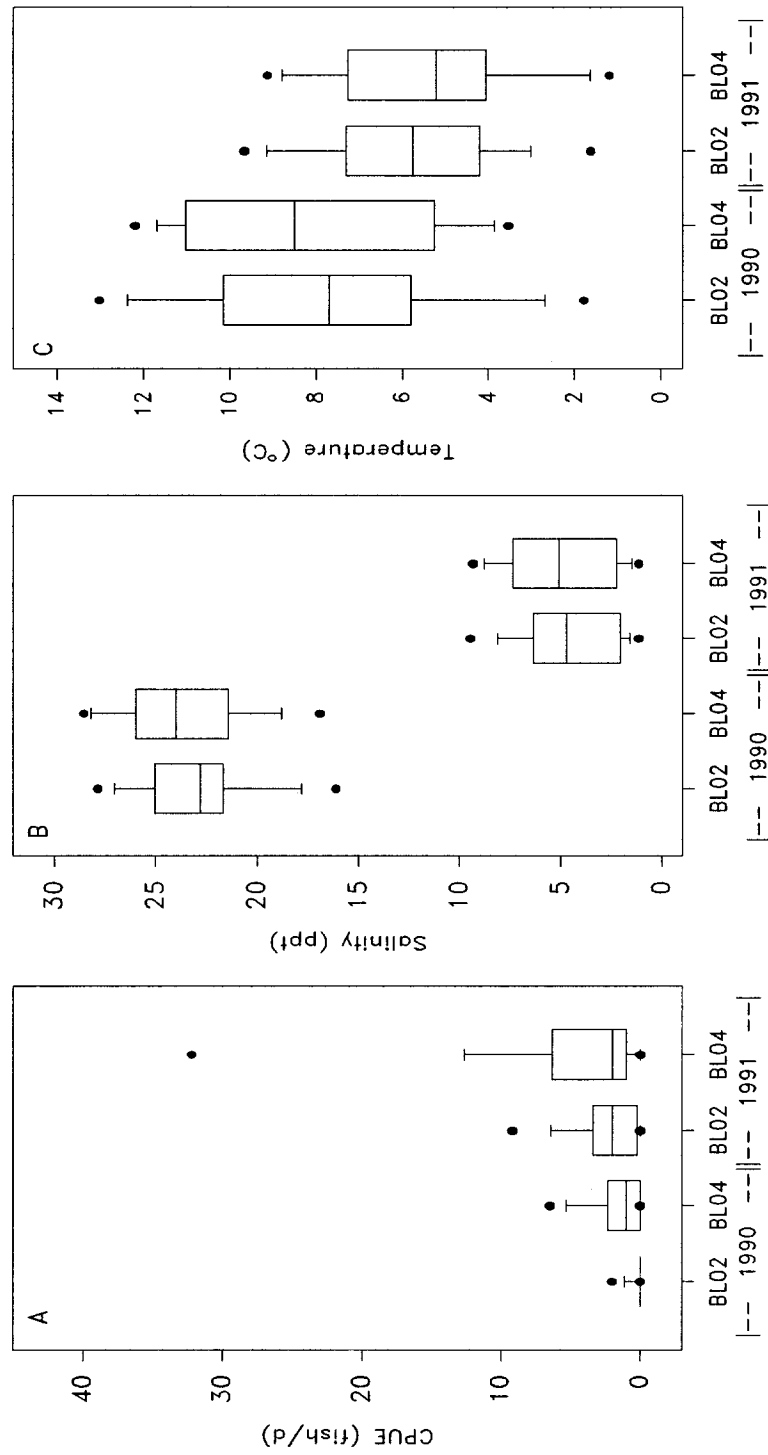 A
CPUE (fish/d)
40
30
20
10
0
BL02 BL04 BL02 BL04
|-- 1990 --||-- 1991 --|
B
Salinity (ppt)
30
25
20
15
10
5
0
BL02 BL04 BL02 BL04
|-- 1990 --||-- 1991 --|
C
Temperature (°C)
14
12
10
8
6
4
2
0
BL02 BL04 BL02 BL04
|-- 1990 --||-- 1991 --|